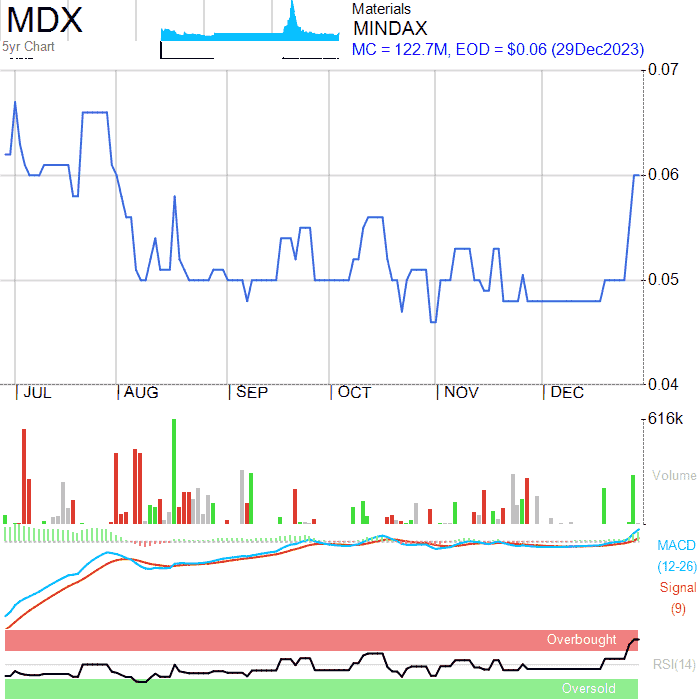 MDX
5yr Chart
Materials
MINDAX
MC = 122.7M, EOD = $0.06 (29Dec2023)
0.07
0.06
0.05
0.04
JUL AUG SEP OCT NOV DEC
616k
Volume
MACD
(12-26)
Signal
(9)
Overbought
RSI(14)
Oversold